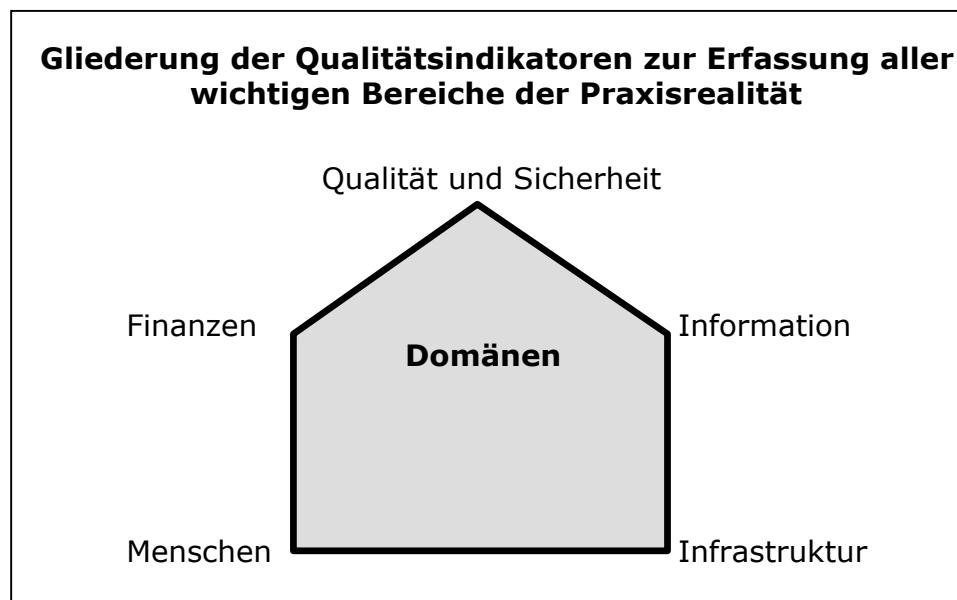 Gliederung der Qualitätsindikatoren zur Erfassung aller
wichtigen Bereiche der Praxisrealität
Qualität und Sicherheit
Finanzen
Information
Domänen
Menschen
Infrastruktur